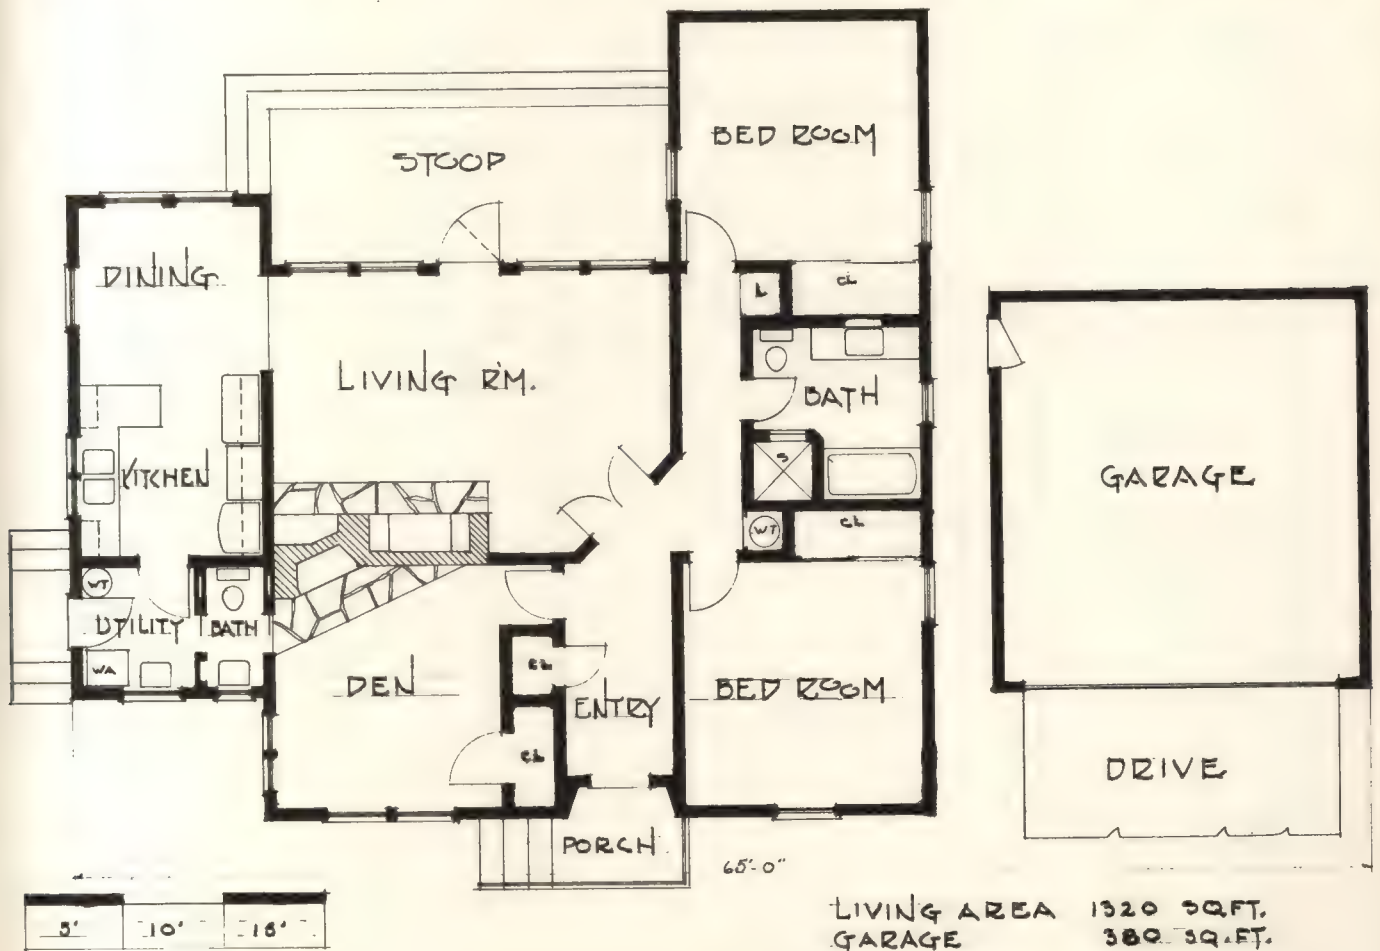 BED ROOM
STOOP
DINING
L
CL
LIVING R'M.
BATH
KITCHEN
S
GARAGE
WT
CL
WT
UTILITY
BATH
WA
DEN
CL
ENTRY
BED ROOM
CL
DRIVE
PORCH
65'-0"
5'
10'
15'
LIVING AREA 1320 SQ.FT.
GARAGE 380 SQ.FT.